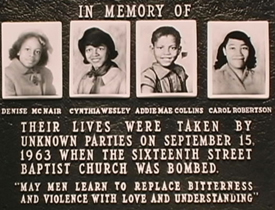 IN MEMORY OF
DENISE MC NAIR CYNTHIA WESLEY ADDIE MAE COLLINS CAROL ROBERTSON
THEIR LIVES WERE TAKEN BY
UNKNOWN PARTIES ON SEPTEMBER 15,
1963 WHEN THE SIXTEENTH STREET
BAPTIST CHURCH WAS BOMBED.
"MAY MEN LEARN TO REPLACE BITTERNESS
AND VIOLENCE WITH LOVE AND UNDERSTANDING"